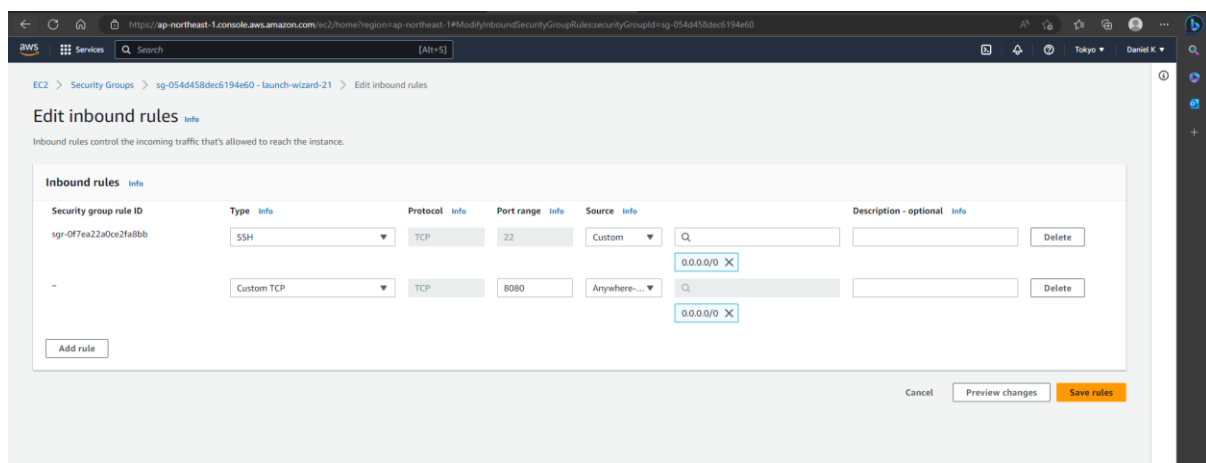 https://ap-northeast-1.console.aws.amazon.com/ec2/home?region=ap-northeast-1#ModifyInboundSecurityGroupRules:securityGroupId=sg-054d458dec6194e60
aws Services Search [Alt+S] Tokyo Daniel K
EC2 > Security Groups > sg-054d458dec6194e60 - launch-wizard-21 > Edit inbound rules
Edit inbound rules Info
Inbound rules control the incoming traffic that's allowed to reach the instance.
Inbound rules Info
Security group rule ID Type Info Protocol Info Port range Info Source Info Description - optional Info
sgr-0f7ea22a0ce2fa8bb SSH TCP 22 Custom Delete
0.0.0.0/0
– Custom TCP TCP 8080 Anywhere-... Delete
0.0.0.0/0
Add rule
Cancel Preview changes Save rules